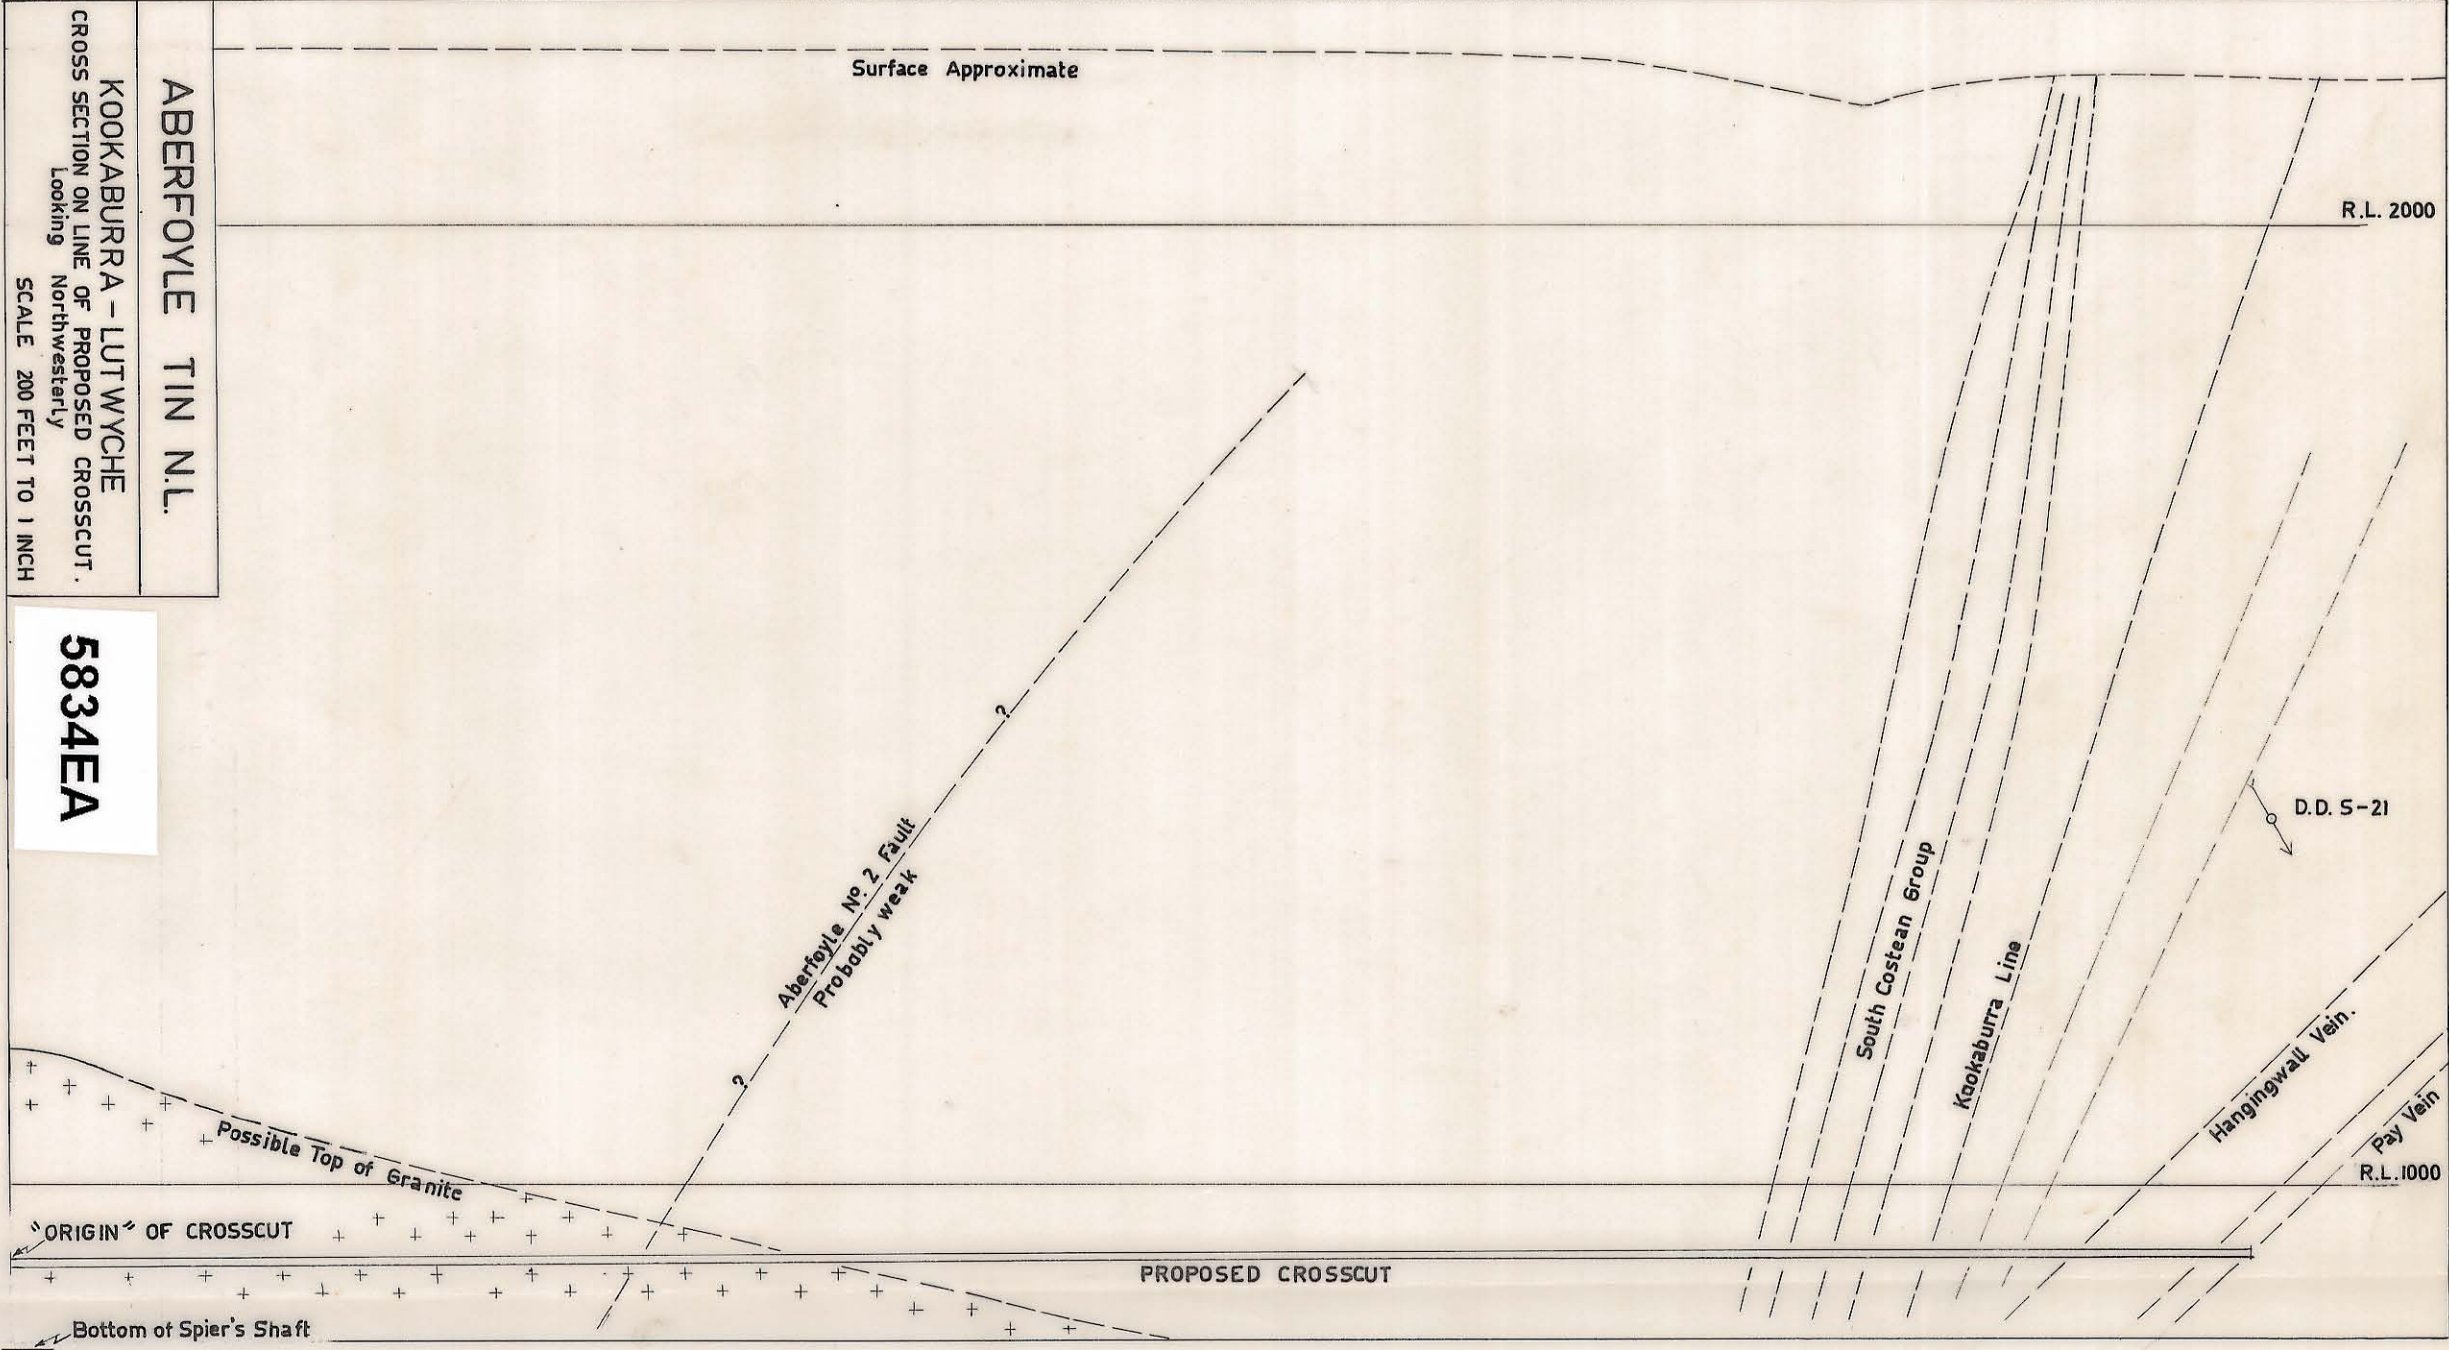 ABERFOYLE TIN N.L.
KOOKABURRA – LUTWYCHE
CROSS SECTION ON LINE OF PROPOSED CROSSCUT.
Looking Northwesterly
SCALE 200 FEET TO 1 INCH
5834EA
Surface Approximate
R.L. 2000
?
Aberfoyle Nº. 2 Fault
Probably weak
?
D.D. S-21
South Costean Group
Kookaburra Line
Hangingwall Vein.
Pay Vein
R.L. 1000
Possible Top of Granite
"ORIGIN" OF CROSSCUT
PROPOSED CROSSCUT
Bottom of Spier's Shaft